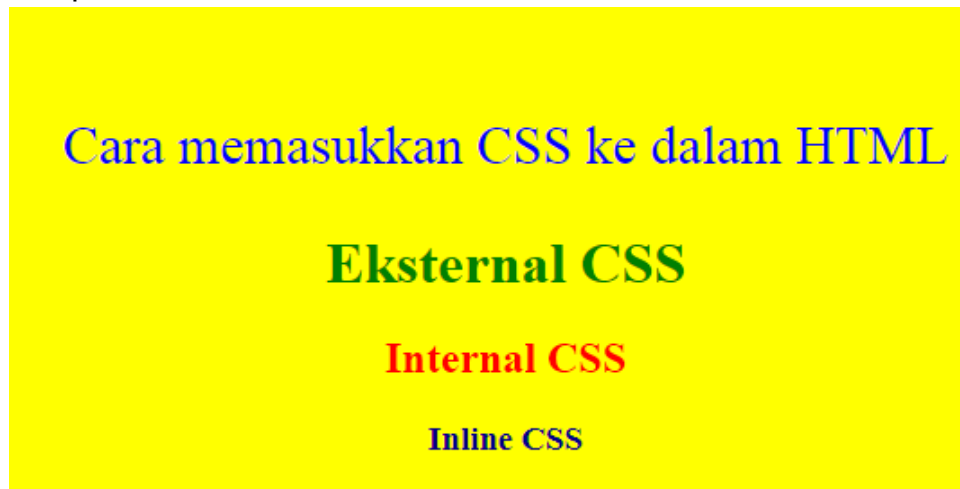 Cara memasukkan CSS ke dalam HTML
Eksternal CSS
Internal CSS
Inline CSS